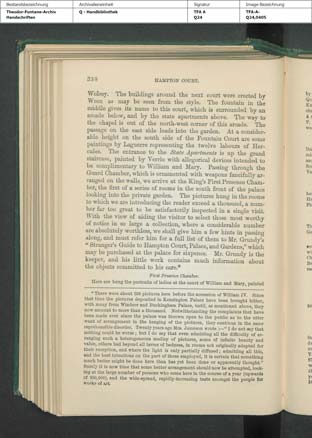 Bestandsbezeichnung Archivalieneinheit Signatur Image-Bezeichnung
Theodor-Fontane-Archiv Q - Handbibliothek TFA A TFA-A-
Handschriften Q24 Q24,0405
338 HAMPTON COURT.
Wolsey. The buildings around the next court were erected by
Wren as may be seen from the style. The fountain in the
middle gives its name to this court, which is surrounded by an
arcade below, and by the state apartments above. The way to
the chapel is out of the north-west corner of this arcade. The
passage on the east side leads into the garden. At a consider-
able height on the south side of the Fountain Court are some
paintings by Laguerre representing the twelve labours of Her-
cules. The entrance to the State Apartments is up the grand
staircase, painted by Verrio with allegorical devices intended to
be complimentary to William and Mary. Passing through the
Guard Chamber, which is ornamented with weapons fancifully ar-
ranged on the walls, we arrive at the King's First Presence Cham-
ber, the first of a series of rooms in the south front of the palace
looking into the private garden. The pictures hung in the rooms
to which we are introducing the reader exceed a thousand, a num-
ber far too great to be satisfactorily inspected in a single visit.
With the view of aiding the visitor to select those most worthy
of notice in so large a collection, where a considerable number
are absolutely worthless, we shall give him a few hints in passing
along, and must refer him for a full list of them to Mr. Grundy's
"Stranger's Guide to Hampton Court, Palace, and Gardens," which
may be purchased at the palace for sixpence. Mr. Grundy is the
keeper, and his little work contains much information about
the objects committed to his care.*
First Presence Chamber.
Here are hung the portraits of ladies at the court of William and Mary, painted
* There were about 200 pictures here before the accession of William IV. Since
that time the pictures deposited in Kensington Palace have been brought hither,
with many from Windsor and Buckingham Palace, until, as mentioned above, they
now amount to more than a thousand. Notwithstanding the complaints that have
been made ever since the palace was thrown open to the public as to the utter
want of arrangement in the hanging of the pictures, they continue in the same
reprehensible disorder. Twenty years ago Mrs. Jameson wrote :—" I do not say that
nothing could be worse ; but I do say that even admitting all the difficulty of ar-
ranging such a heterogeneous medley of pictures, some of infinite beauty and
value, others bad beyond all terms of badness, in rooms not originally adapted for
their reception, and where the light is only partially diffused ; admitting all this,
and the best intentions on the part of those employed, it is certain that something
much better might be done here than has yet been done or apparently thought."
Surely it is now time that some better arrangement should now be attempted, look-
ing at the large number of persons who come here in the course of a year (upwards
of 200,000), and the wide-spread, rapidly-increasing taste amongst the people for
works of art.